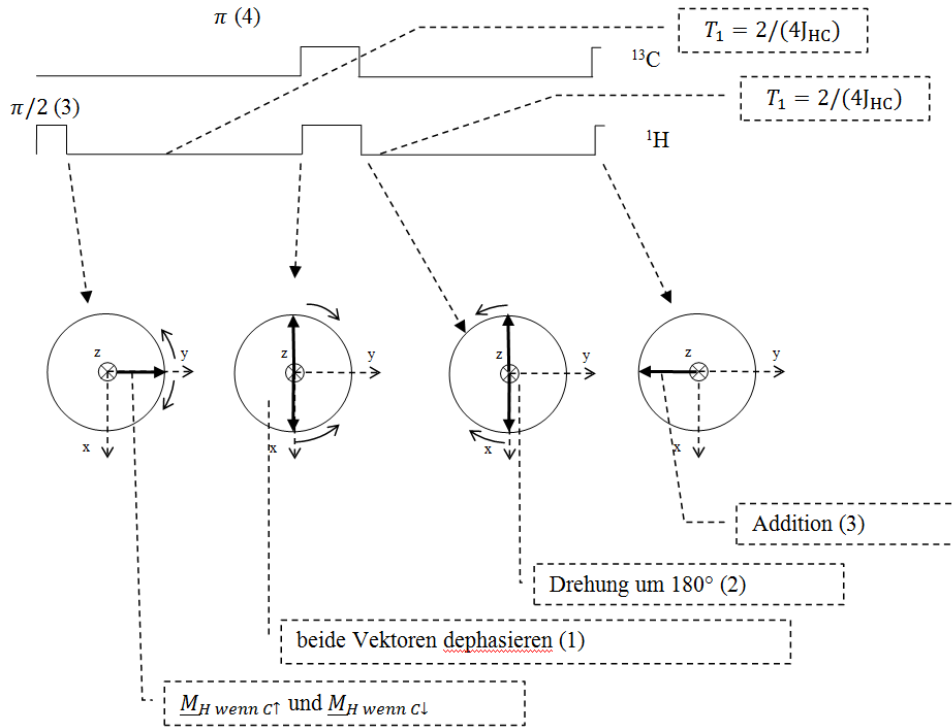 π (4)
T₁ = 2/(4J_HC)
¹³C
π/2 (3)
T₁ = 2/(4J_HC)
¹H
z
y
x
z
y
x
z
y
x
z
y
x
Addition (3)
Drehung um 180° (2)
beide Vektoren dephasieren (1)
M_H wenn C↑ und M_H wenn C↓